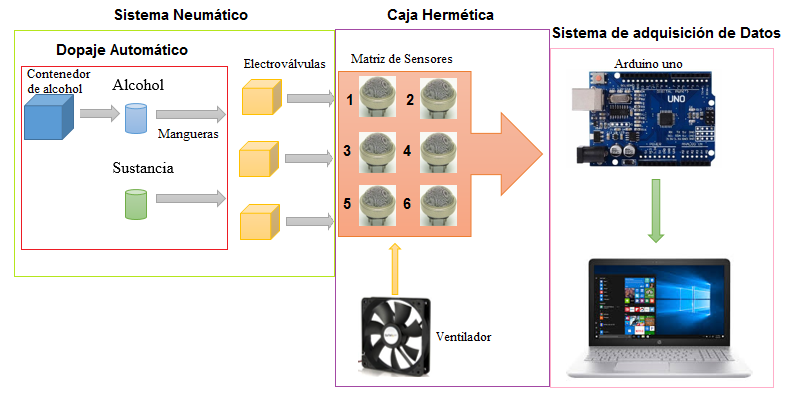 Sistema Neumático
Caja Hermética
Sistema de adquisición de Datos
Dopaje Automático
Contenedor
de alcohol
Alcohol
Mangueras
Sustancia
Electroválvulas
Matriz de Sensores
1
2
3
4
5
6
Ventilador
Arduino uno
UNO